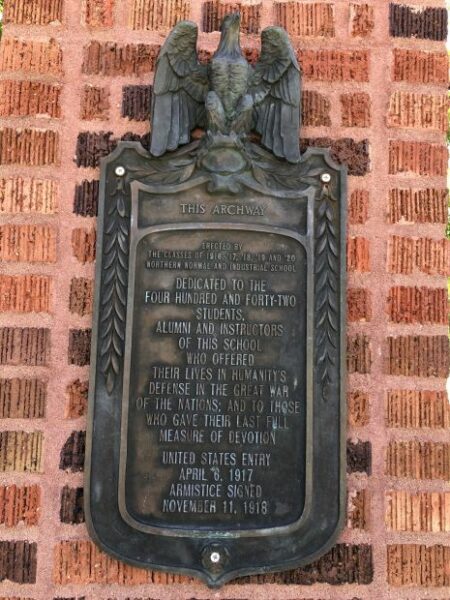 THIS ARCHWAY
ERECTED BY
THE CLASSES OF 1916, '17, '18, 19 AND '20
NORTHERN NORMAL AND INDUSTRIAL SCHOOL
DEDICATED TO THE
FOUR HUNDRED AND FORTY-TWO
STUDENTS,
ALUMNI AND INSTRUCTORS
OF THIS SCHOOL
WHO OFFERED
THEIR LIVES IN HUMANITY'S
DEFENSE IN THE GREAT WAR
OF THE NATIONS; AND TO THOSE
WHO GAVE THEIR LAST FULL
MEASURE OF DEVOTION
UNITED STATES ENTRY
APRIL 6, 1917
ARMISTICE SIGNED
NOVEMBER 11, 1918